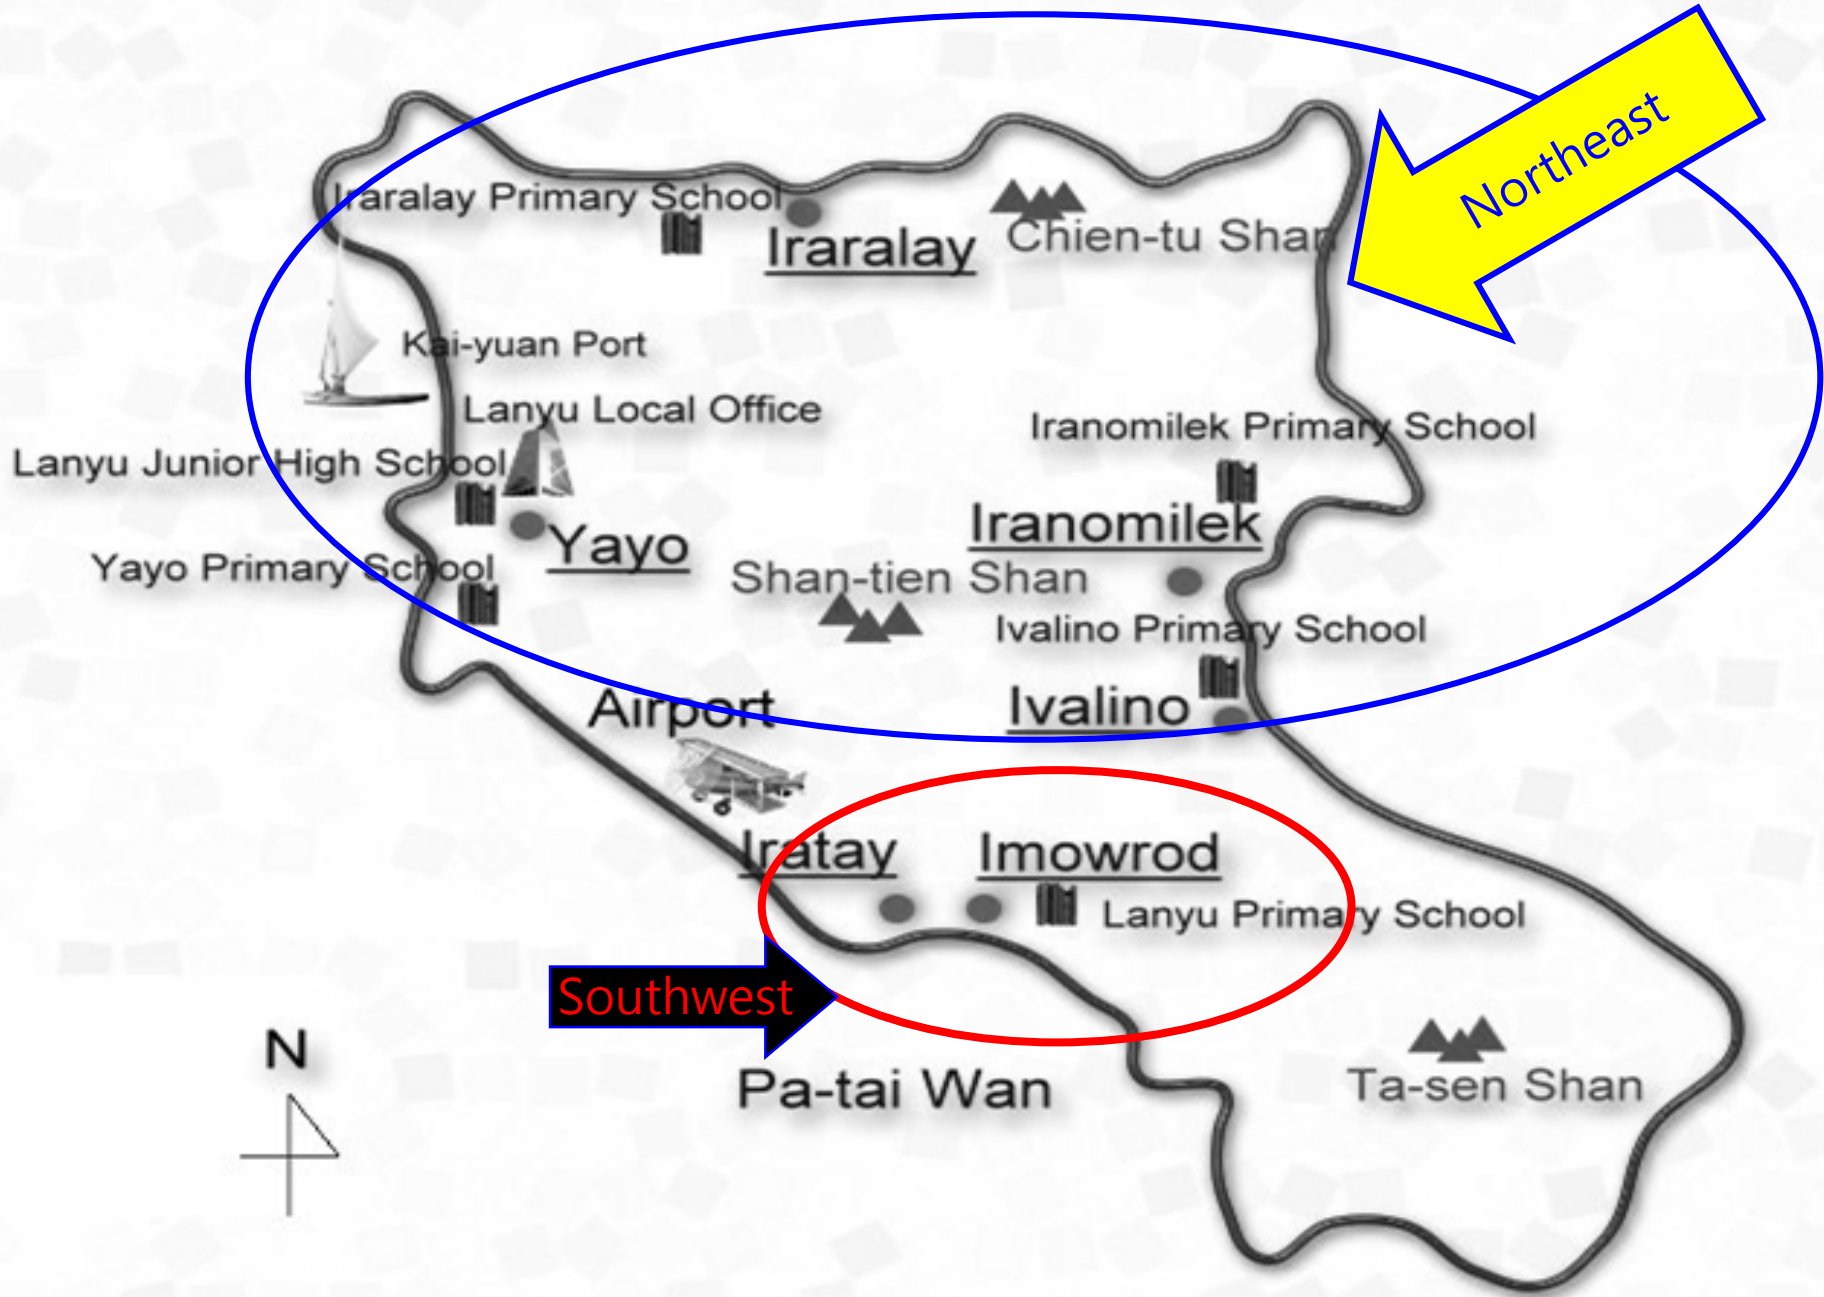 Northeast
Iraralay Primary School
Iraralay
Chien-tu Shan
Kai-yuan Port
Lanyu Local Office
Iranomilek Primary School
Lanyu Junior High School
Iranomilek
Yayo
Yayo Primary School
Shan-tien Shan
Ivalino Primary School
Airport
Ivalino
Iratay
Imowrod
Lanyu Primary School
Southwest
N
Pa-tai Wan
Ta-sen Shan